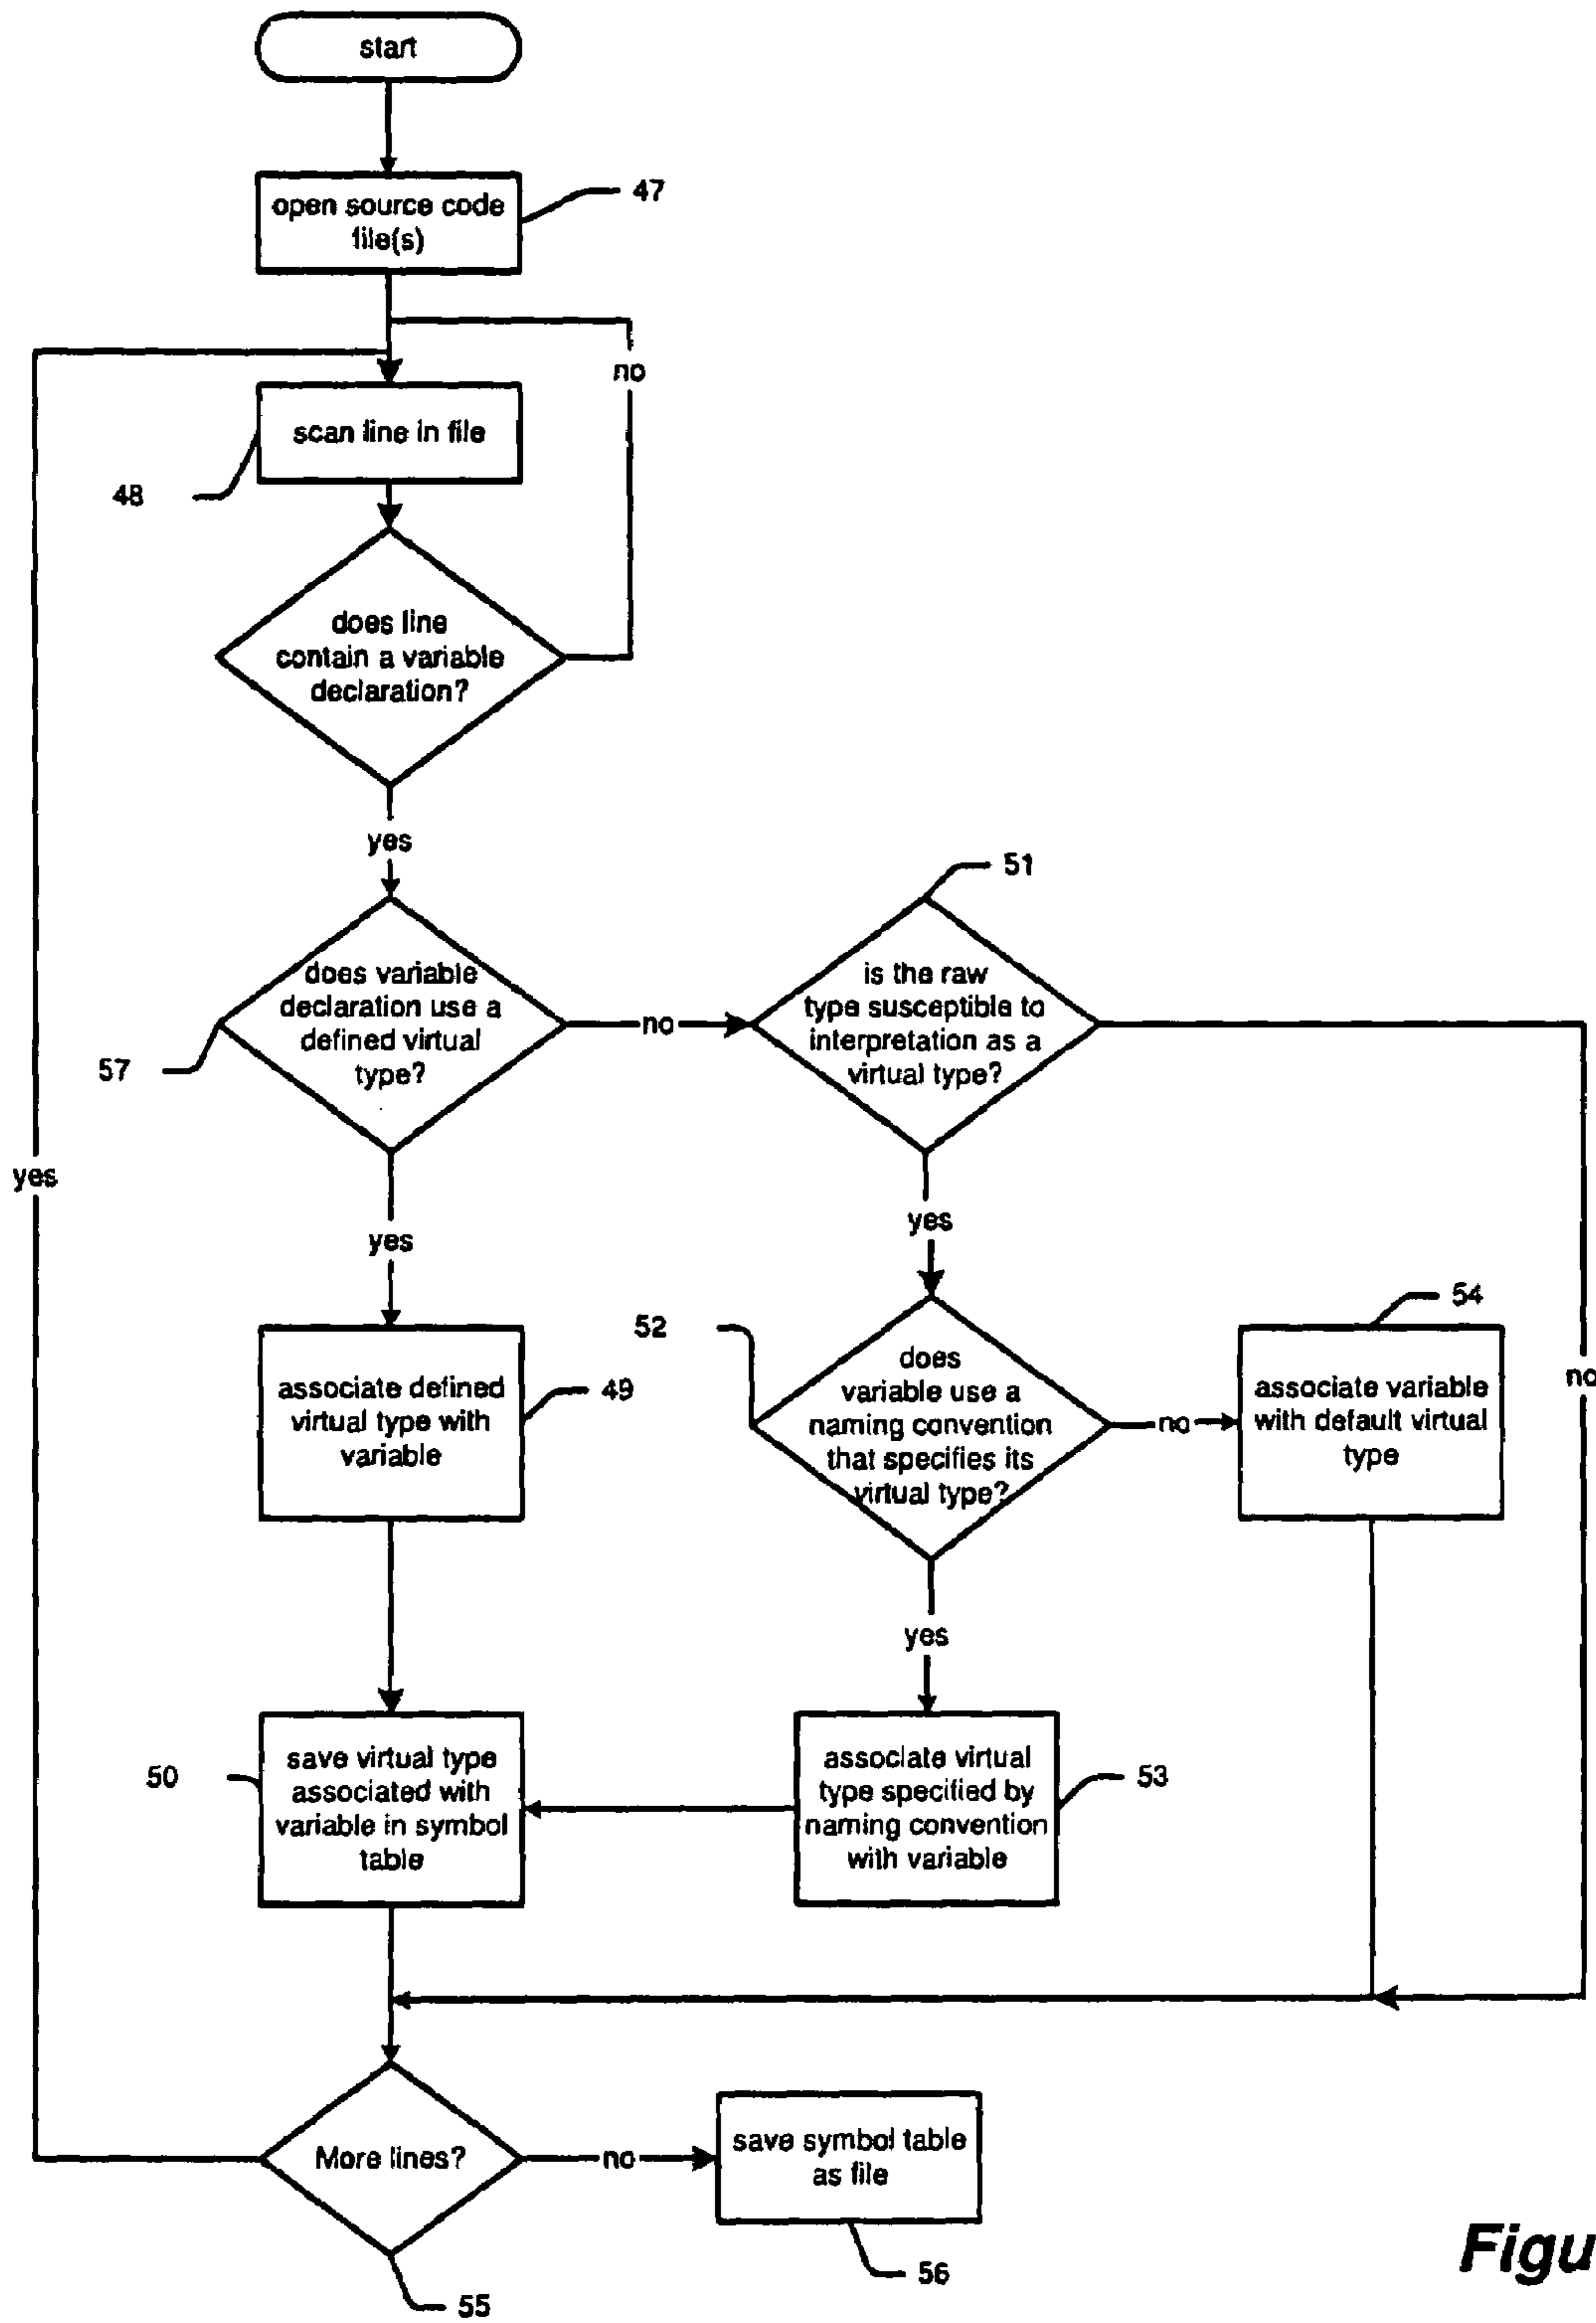 start
open source code
file(s)
47
no
scan line in file
48
does line
contain a variable
declaration?
yes
51
does variable
declaration use a
defined virtual
type?
57
no
is the raw
type susceptible to
interpretation as a
virtual type?
yes
yes
yes
no
associate defined
virtual type with
variable
49
52
does
variable use a
naming convention
that specifies its
virtual type?
no
54
associate variable
with default virtual
type
yes
50
save virtual type
associated with
variable in symbol
table
associate virtual
type specified by
naming convention
with variable
53
More lines?
no
save symbol table
as file
55
56
Figu